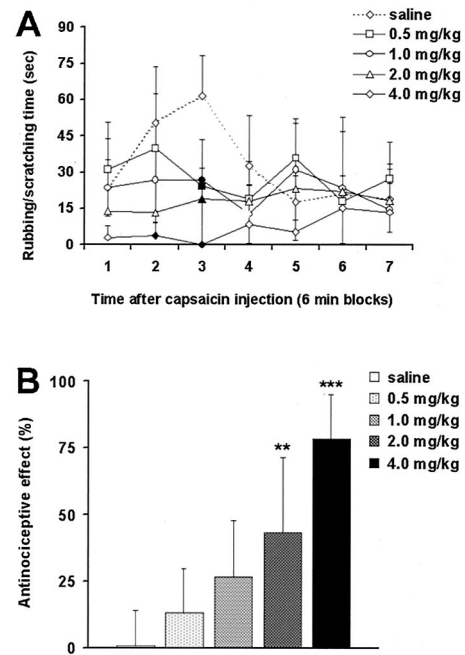 A
saline
0.5 mg/kg
1.0 mg/kg
2.0 mg/kg
4.0 mg/kg
Rubbing/scratching time (sec)
90
75
60
45
30
15
0
1 2 3 4 5 6 7
Time after capsaicin injection (6 min blocks)
B
saline
0.5 mg/kg
1.0 mg/kg
2.0 mg/kg
4.0 mg/kg
Antinociceptive effect (%)
100
75
50
25
0
**
***